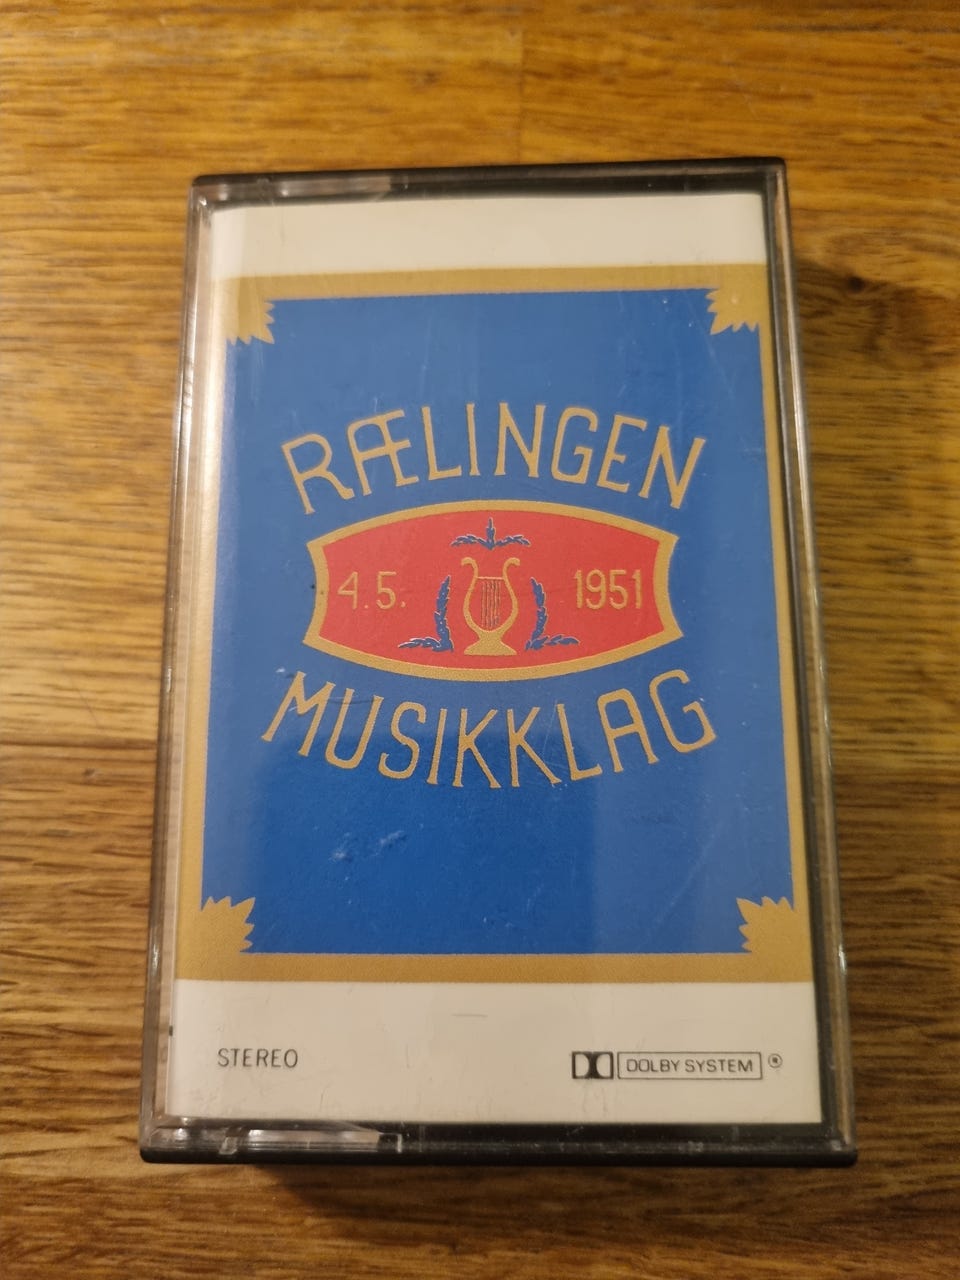 RÆLINGEN
4.5. 1951
MUSIKKLAG
STEREO DOLBY SYSTEM ®